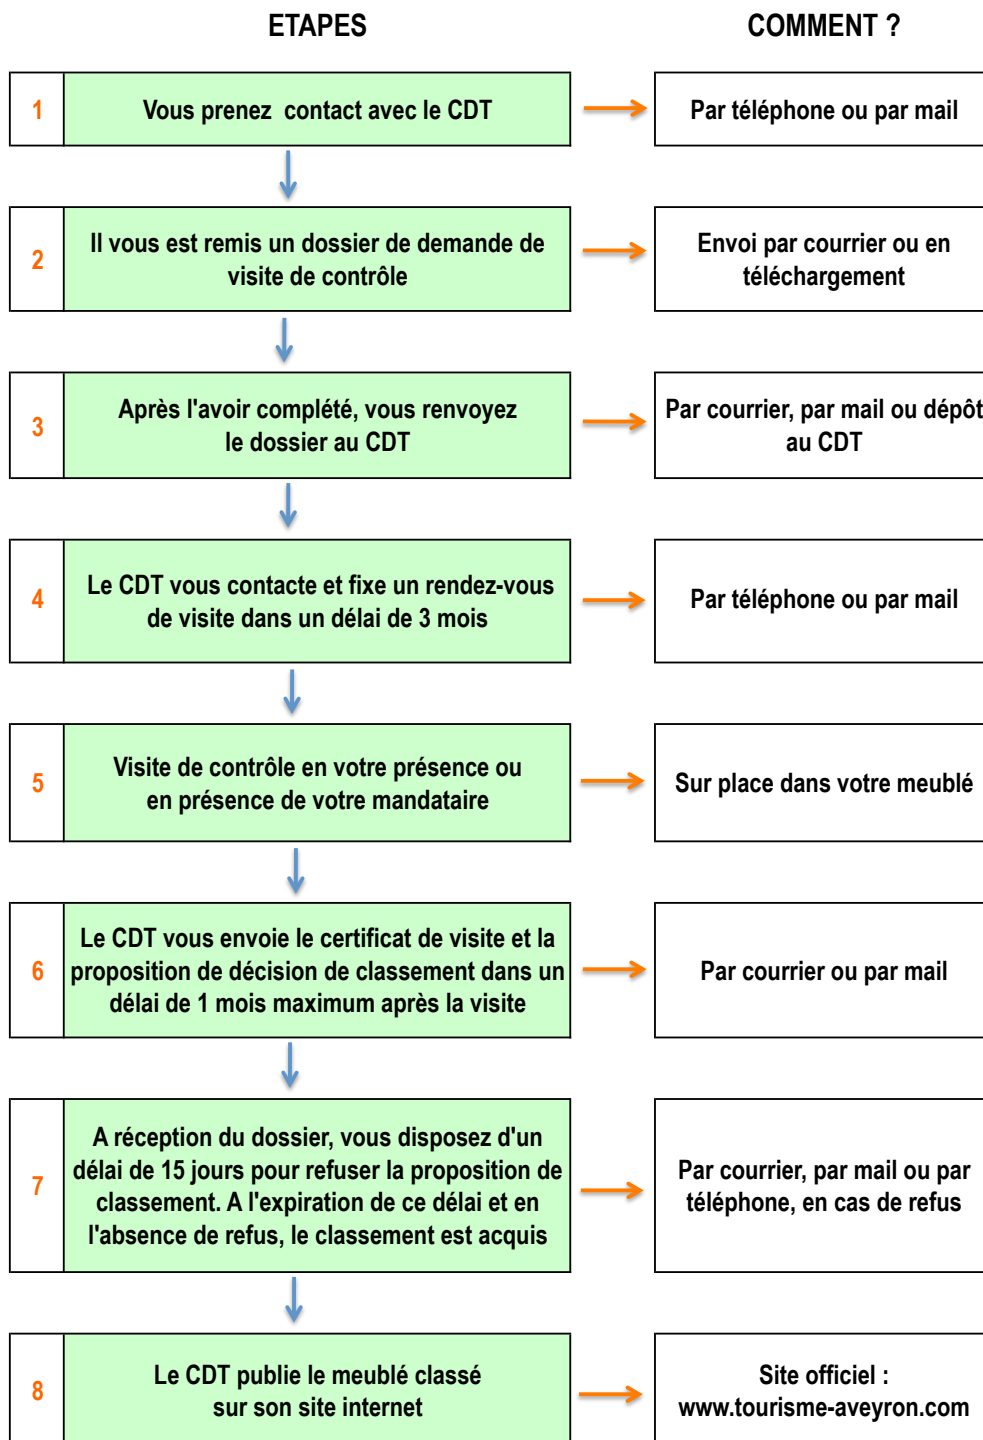 ETAPES
COMMENT ?
1
Vous prenez contact avec le CDT
Par téléphone ou par mail
2
Il vous est remis un dossier de demande de
visite de contrôle
Envoi par courrier ou en
téléchargement
3
Après l'avoir complété, vous renvoyez
le dossier au CDT
Par courrier, par mail ou dépôt
au CDT
4
Le CDT vous contacte et fixe un rendez-vous
de visite dans un délai de 3 mois
Par téléphone ou par mail
5
Visite de contrôle en votre présence ou
en présence de votre mandataire
Sur place dans votre meublé
6
Le CDT vous envoie le certificat de visite et la
proposition de décision de classement dans un
délai de 1 mois maximum après la visite
Par courrier ou par mail
7
A réception du dossier, vous disposez d'un
délai de 15 jours pour refuser la proposition de
classement. A l'expiration de ce délai et en
l'absence de refus, le classement est acquis
Par courrier, par mail ou par
téléphone, en cas de refus
8
Le CDT publie le meublé classé
sur son site internet
Site officiel :
www.tourisme-aveyron.com